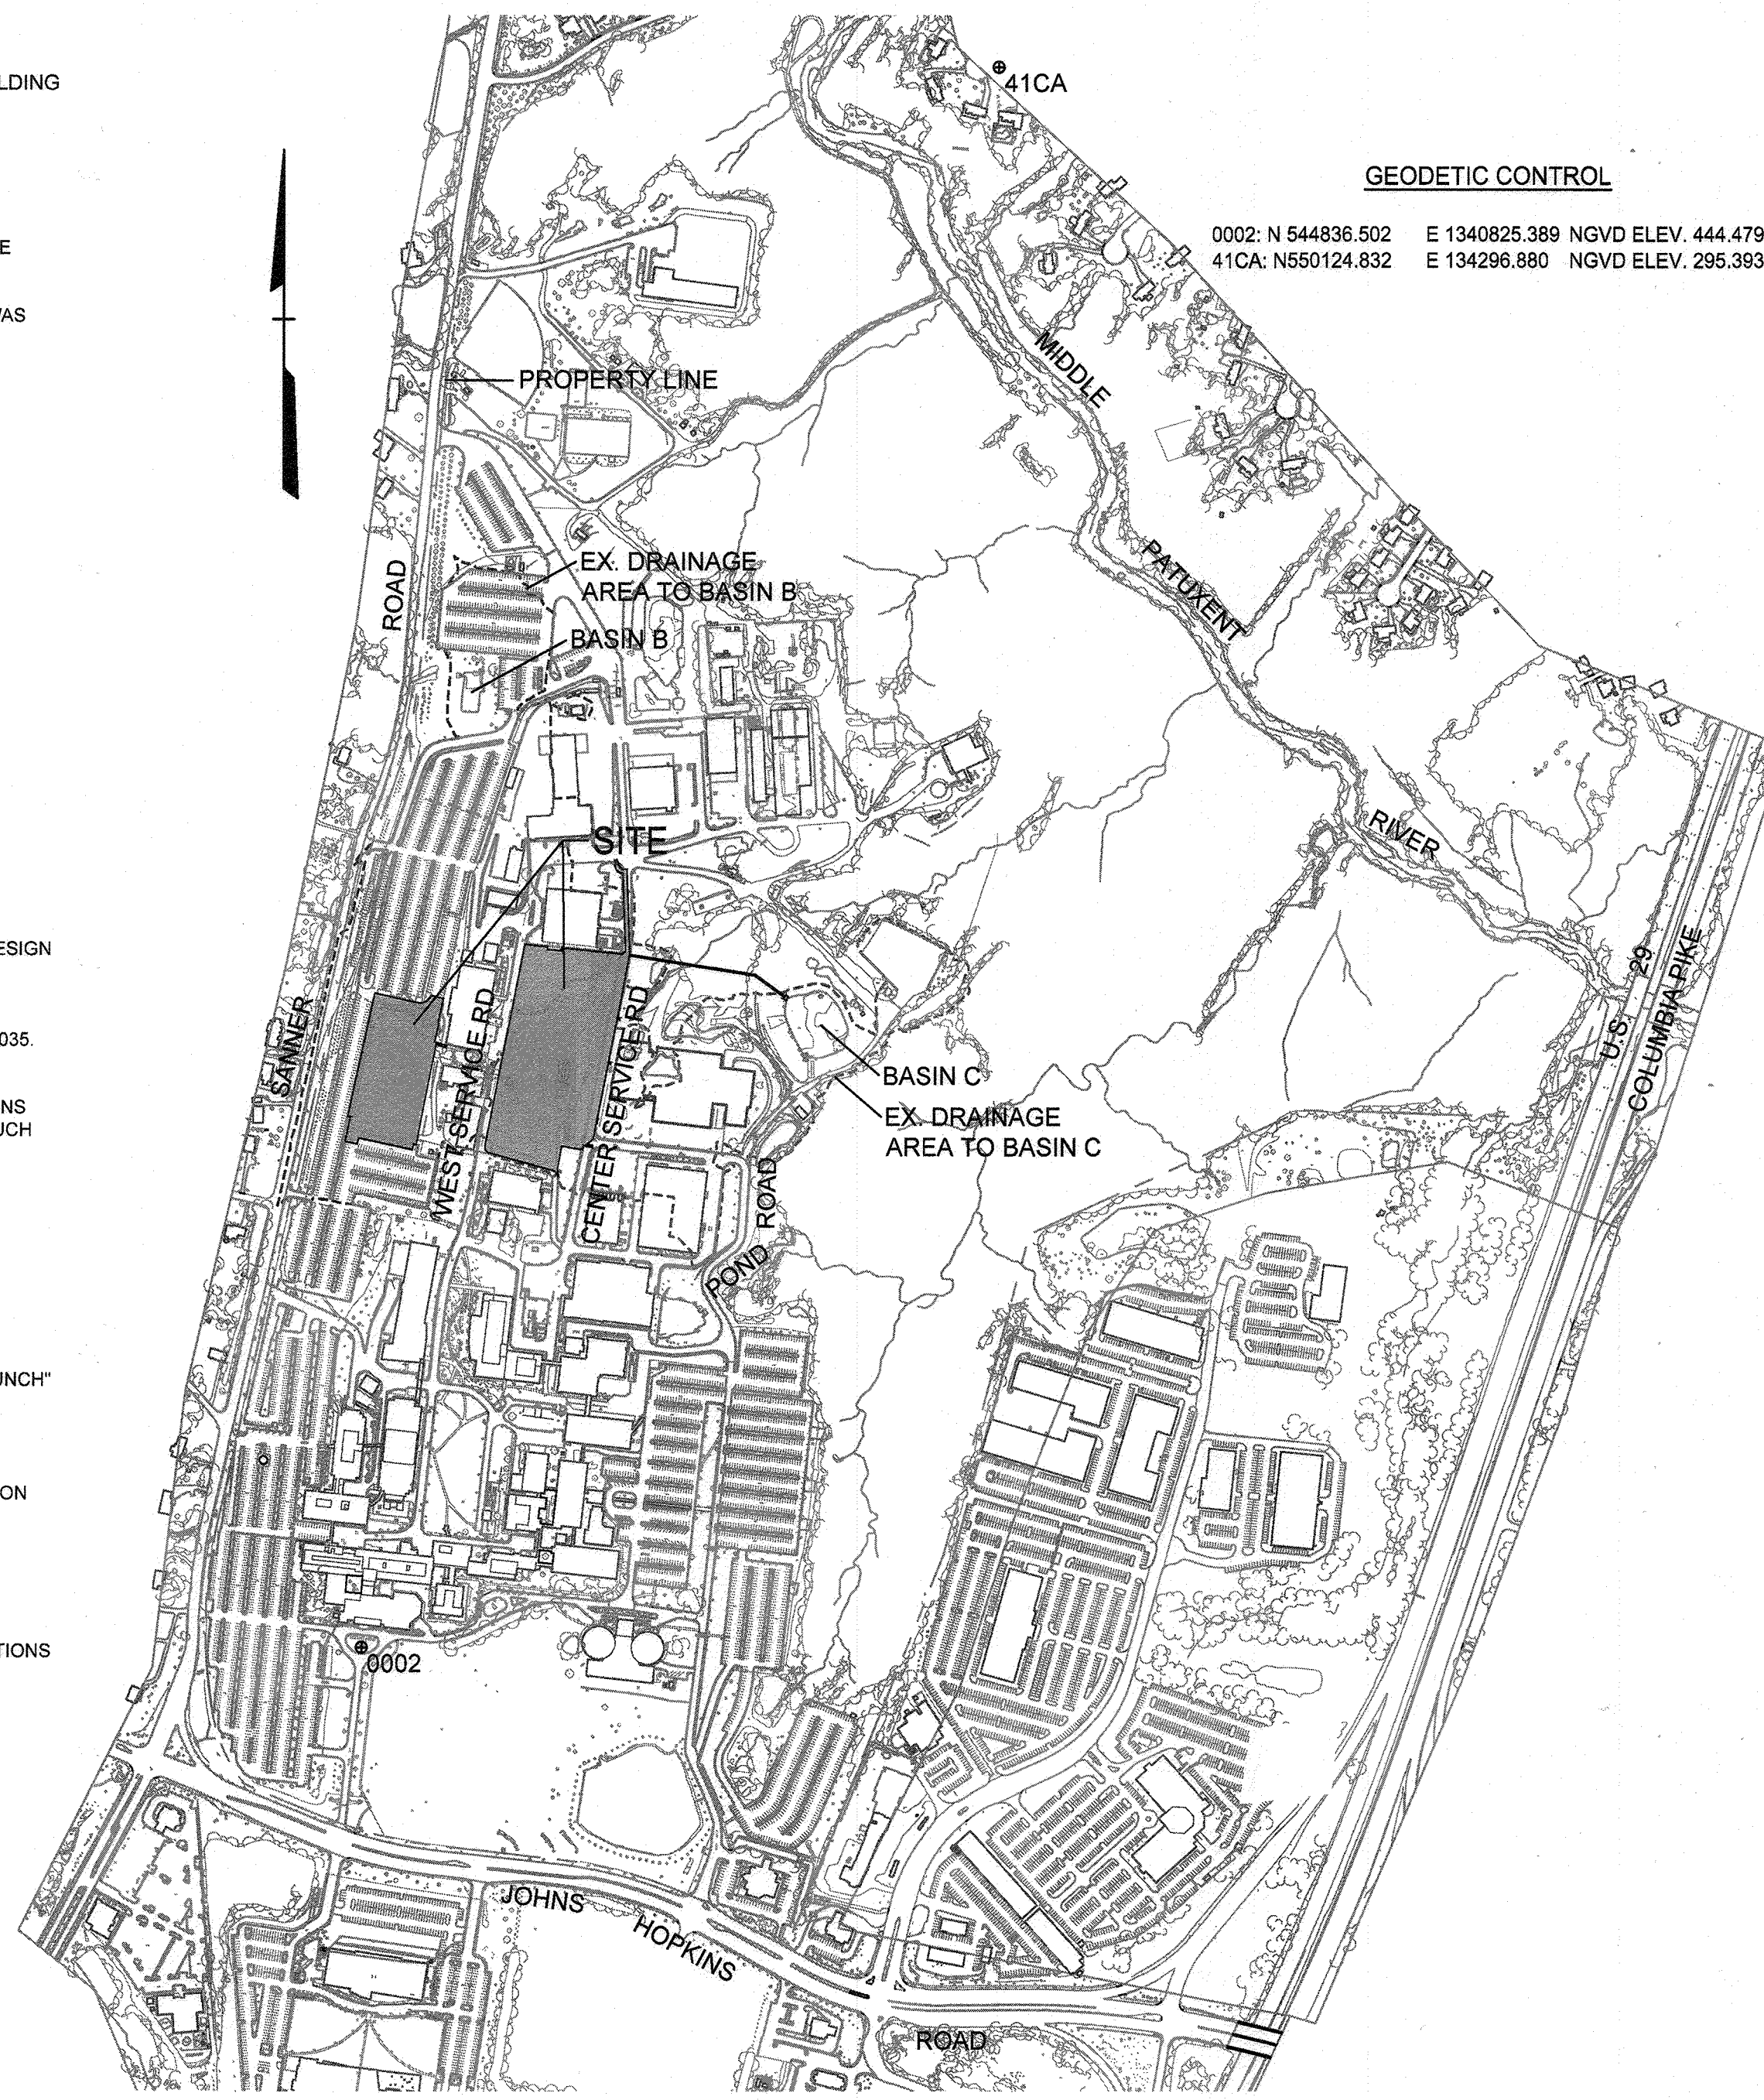 LDING
41CA
GEODETIC CONTROL
0002: N 544836.502 E 1340825.389 NGVD ELEV. 444.479
41CA: N550124.832 E 134296.880 NGVD ELEV. 295.393
E
AS
MIDDLE
PROPERTY LINE
PATUXENT
EX. DRAINAGE
AREA TO BASIN B
ROAD
BASIN B
RIVER
SITE
ESIGN
U.S. 29
COLUMBIA PIKE
SANNER
WEST SERVICE RD
CENTER SERVICE RD
035.
BASIN C
NS
EX. DRAINAGE
UCH
AREA TO BASIN C
POND ROAD
UNCH"
ON
TIONS
0002
JOHNS
HOPKINS
ROAD